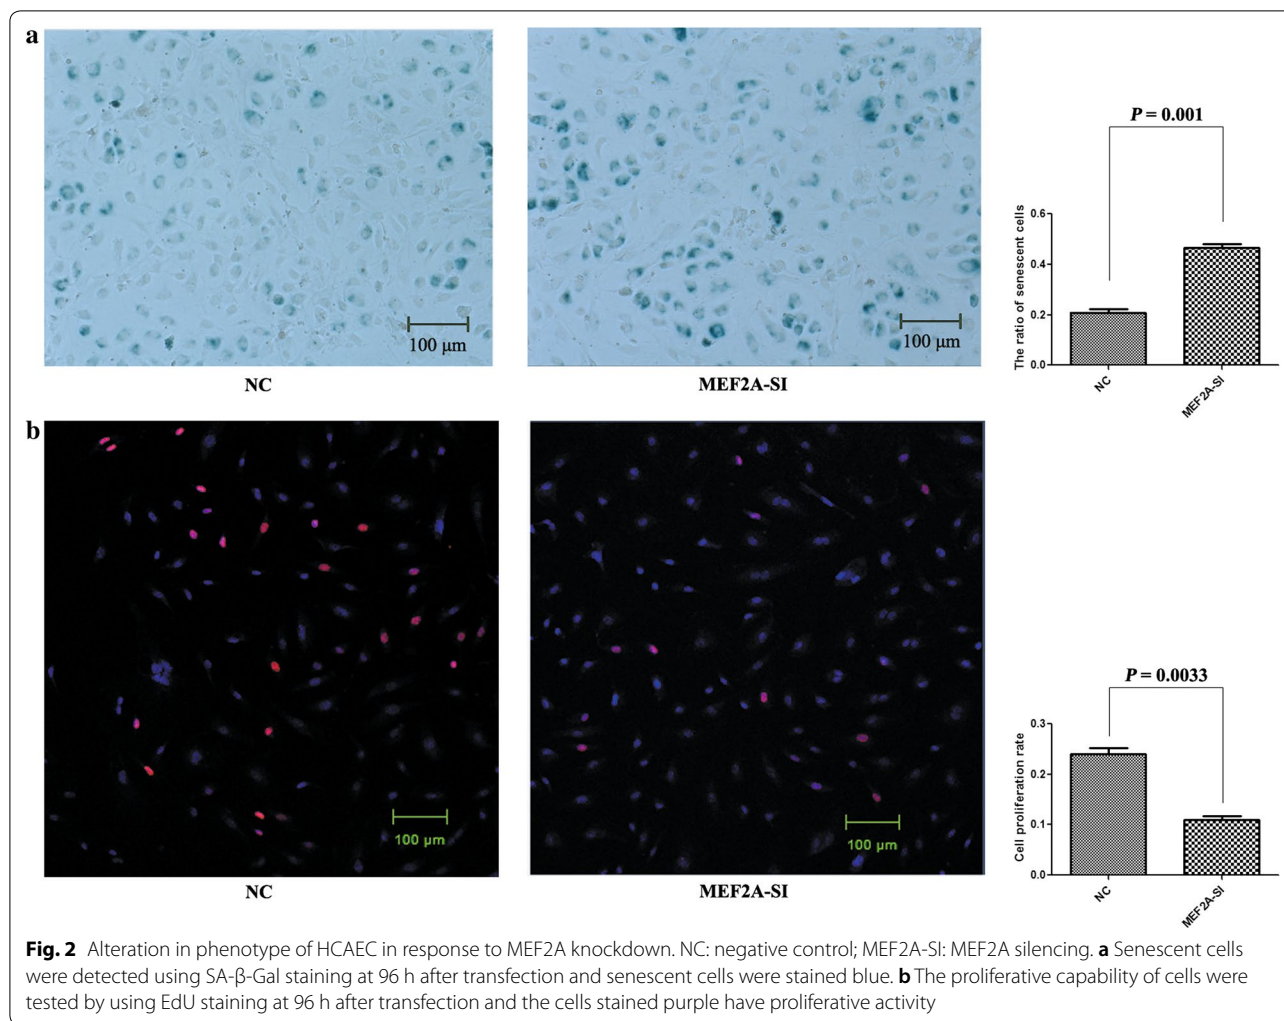 a
100 μm
100 μm
NC
MEF2A-SI
P = 0.001
The ratio of senescent cells
0.6
0.4
0.2
0.0
NC
MEF2A-SI
b
100 μm
100 μm
NC
MEF2A-SI
P = 0.0033
Cell proliferation rate
0.3
0.2
0.1
0.0
NC
MEF2A-SI
Fig. 2 Alteration in phenotype of HCAEC in response to MEF2A knockdown. NC: negative control; MEF2A-SI: MEF2A silencing. a Senescent cells
were detected using SA-β-Gal staining at 96 h after transfection and senescent cells were stained blue. b The proliferative capability of cells were
tested by using EdU staining at 96 h after transfection and the cells stained purple have proliferative activity